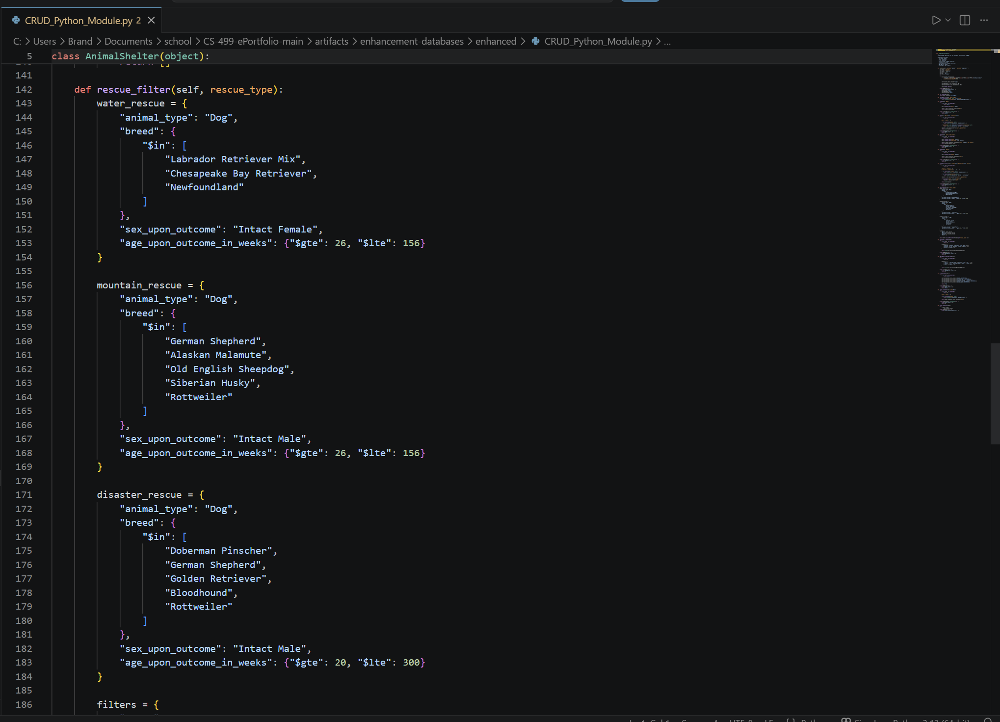 CRUD_Python_Module.py 2
C: > Users > Brand > Documents > school > CS-499-ePortfolio-main > artifacts > enhancement-databases > enhanced > CRUD_Python_Module.py > ...
5 class AnimalShelter(object):
141
142 def rescue_filter(self, rescue_type):
143 water_rescue = {
144 "animal_type": "Dog",
145 "breed": {
146 "$in": [
147 "Labrador Retriever Mix",
148 "Chesapeake Bay Retriever",
149 "Newfoundland"
150 ]
151 },
152 "sex_upon_outcome": "Intact Female",
153 "age_upon_outcome_in_weeks": {"$gte": 26, "$lte": 156}
154 }
155
156 mountain_rescue = {
157 "animal_type": "Dog",
158 "breed": {
159 "$in": [
160 "German Shepherd",
161 "Alaskan Malamute",
162 "Old English Sheepdog",
163 "Siberian Husky",
164 "Rottweiler"
165 ]
166 },
167 "sex_upon_outcome": "Intact Male",
168 "age_upon_outcome_in_weeks": {"$gte": 26, "$lte": 156}
169 }
170
171 disaster_rescue = {
172 "animal_type": "Dog",
173 "breed": {
174 "$in": [
175 "Doberman Pinscher",
176 "German Shepherd",
177 "Golden Retriever",
178 "Bloodhound",
179 "Rottweiler"
180 ]
181 },
182 "sex_upon_outcome": "Intact Male",
183 "age_upon_outcome_in_weeks": {"$gte": 20, "$lte": 300}
184 }
185
186 filters = {